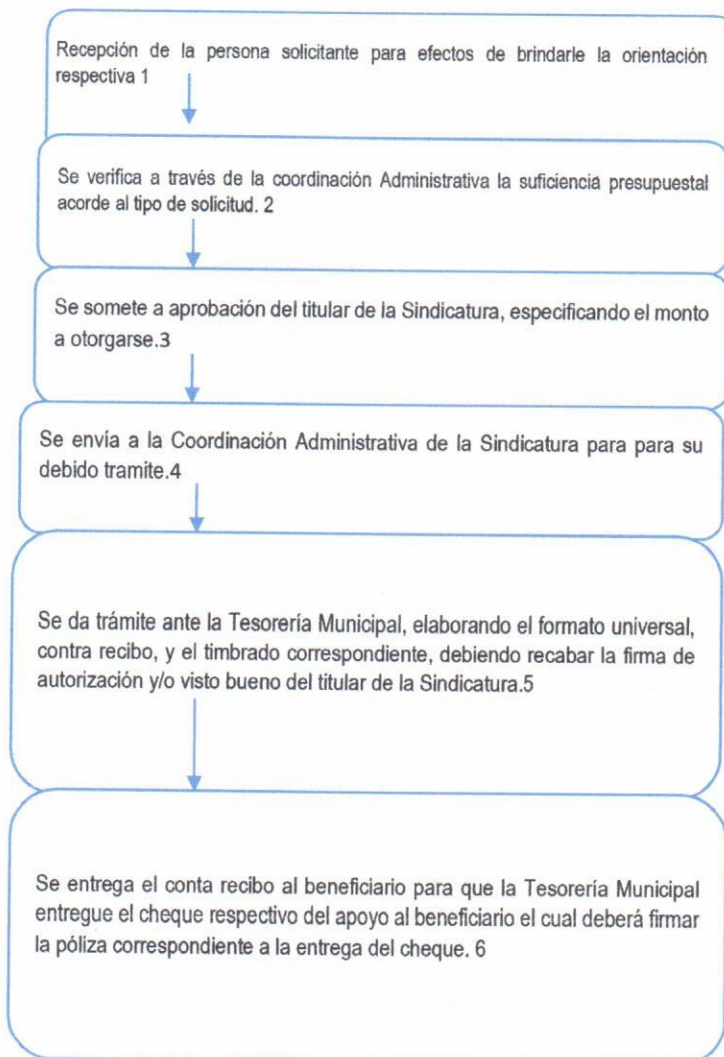 Recepción de la persona solicitante para efectos de brindarle la orientación
respectiva 1
Se verifica a través de la coordinación Administrativa la suficiencia presupuestal
acorde al tipo de solicitud. 2
Se somete a aprobación del titular de la Sindicatura, especificando el monto
a otorgarse.3
Se envía a la Coordinación Administrativa de la Sindicatura para para su
debido tramite.4
Se da trámite ante la Tesorería Municipal, elaborando el formato universal,
contra recibo, y el timbrado correspondiente, debiendo recabar la firma de
autorización y/o visto bueno del titular de la Sindicatura.5
Se entrega el conta recibo al beneficiario para que la Tesorería Municipal
entregue el cheque respectivo del apoyo al beneficiario el cual deberá firmar
la póliza correspondiente a la entrega del cheque. 6